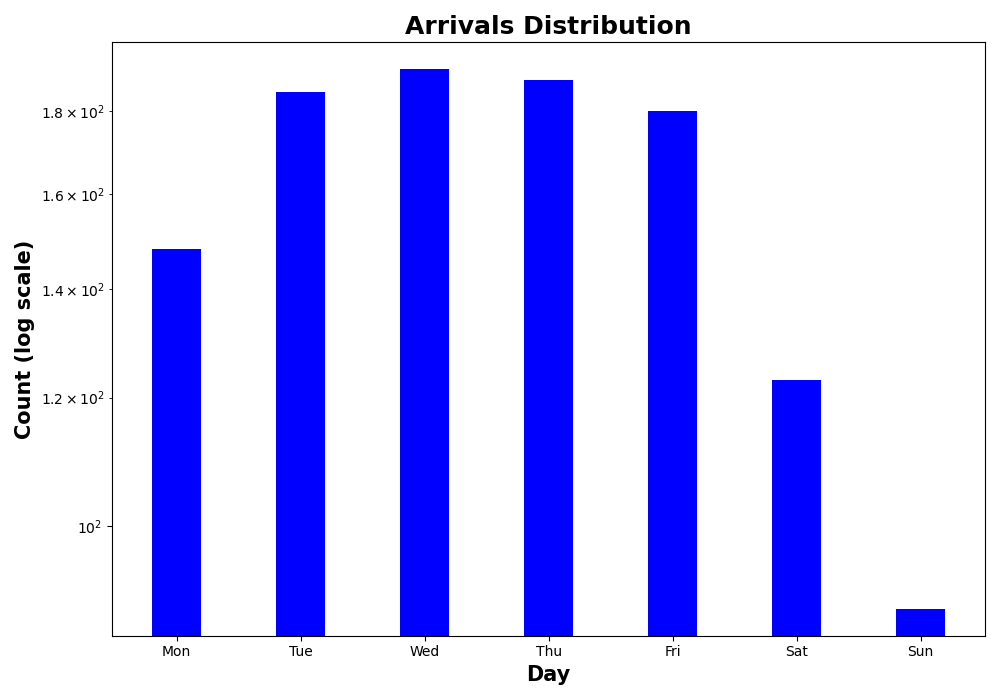 Arrivals Distribution
Count (log scale)
1.8 × 10²
1.6 × 10²
1.4 × 10²
1.2 × 10²
10²
Mon Tue Wed Thu Fri Sat Sun
Day